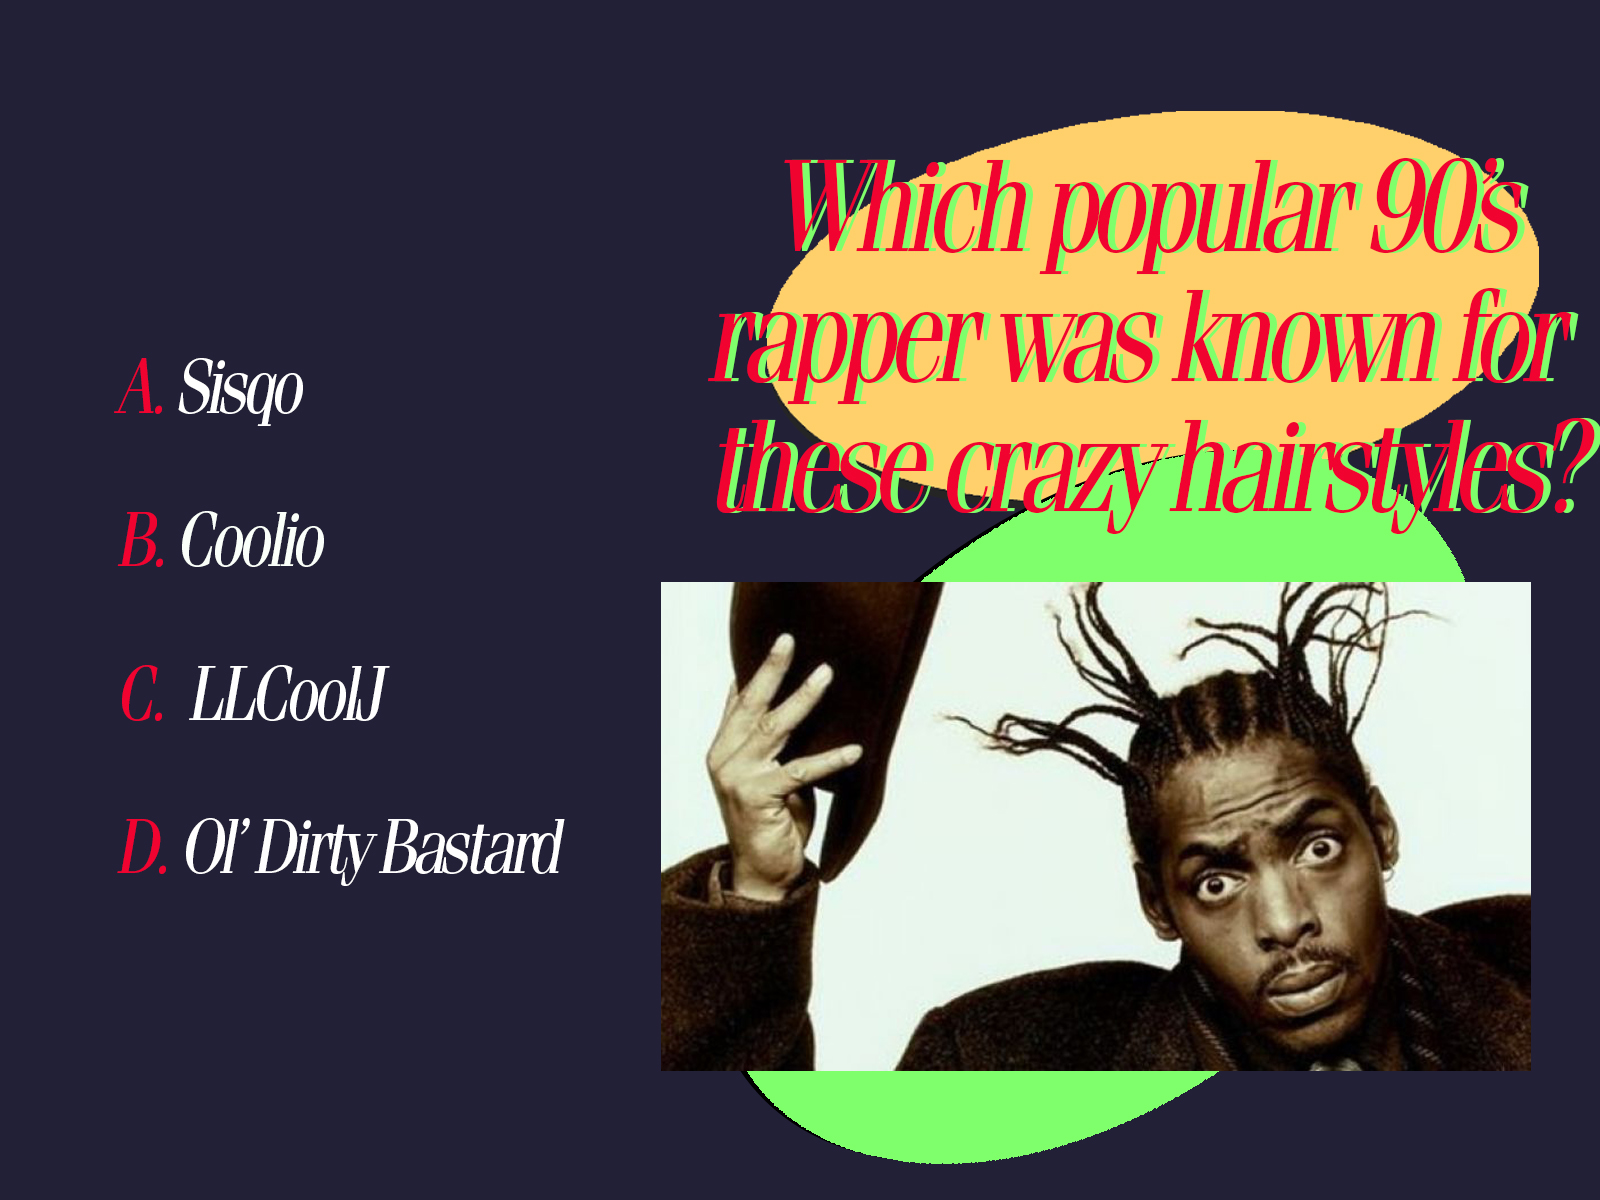 Which popular 90's
rapper was known for
these crazy hairstyles?
A. Sisqo
B. Coolio
C. LLCoolJ
D. Ol' Dirty Bastard